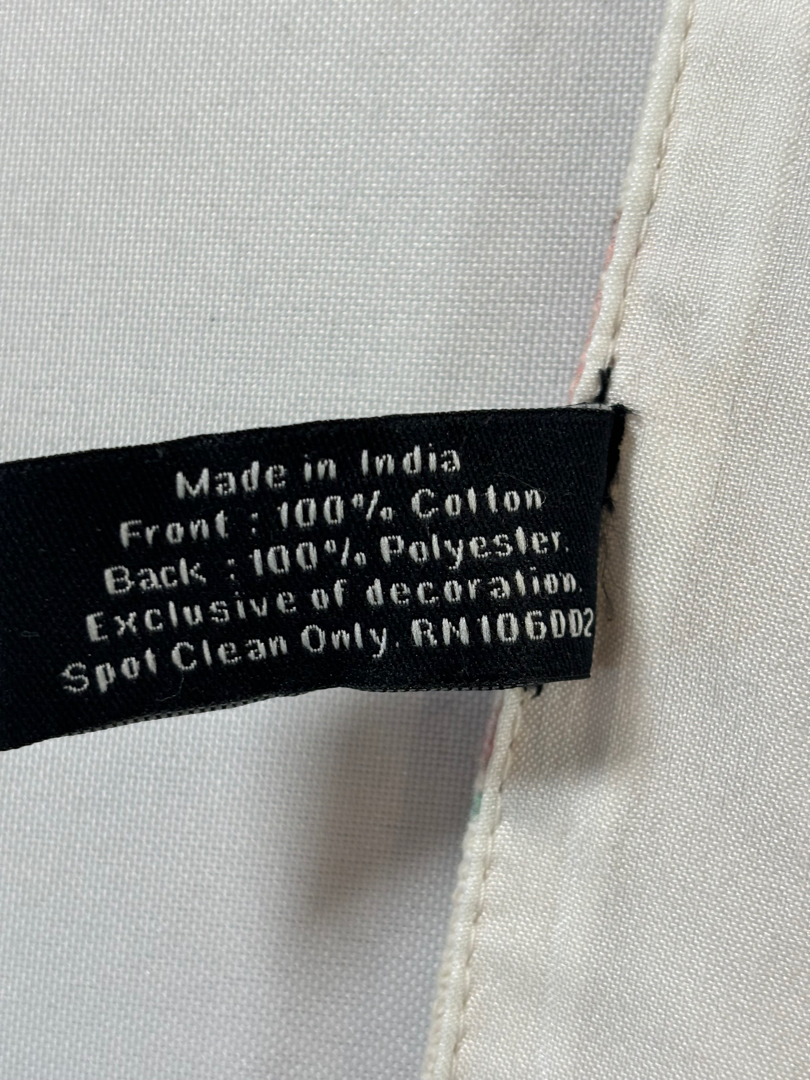 Made in India
Front : 100% Cotton
Back : 100% Polyester.
Exclusive of decoration.
Spot Clean Only. RN106002